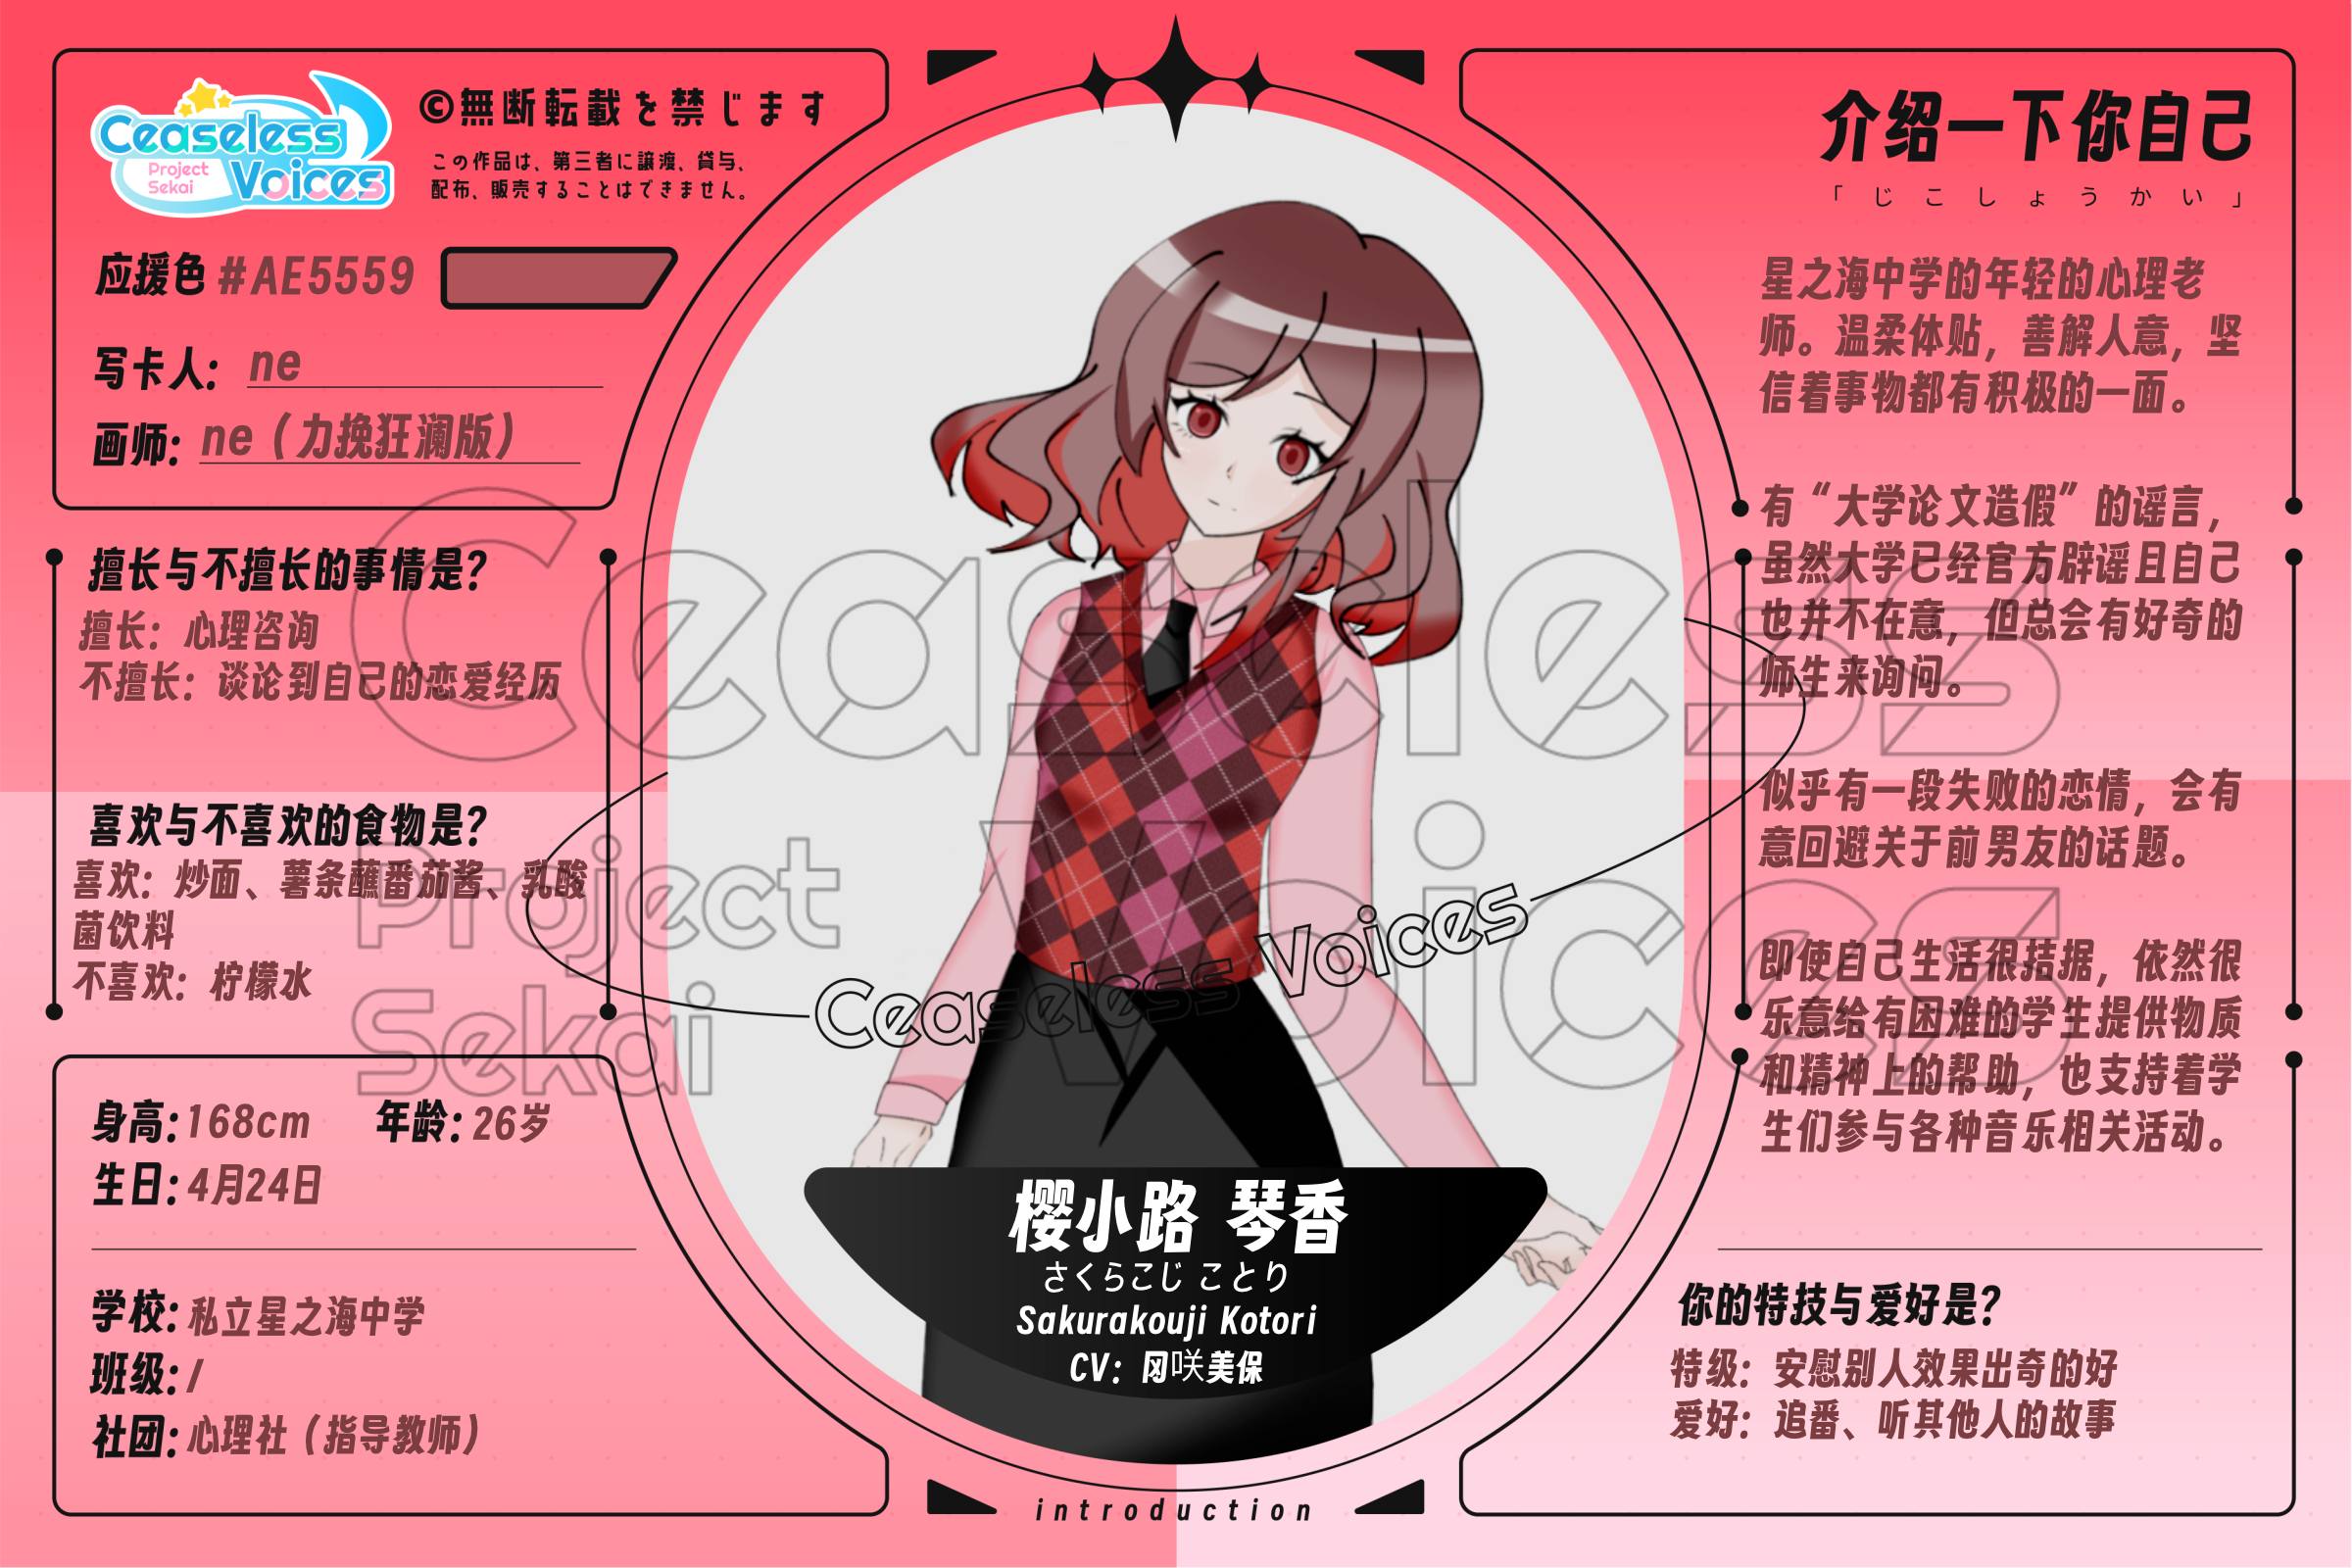 Ceaseless
Project
Sekai
Voices
©無断転載を禁じます
この作品は、第三者に譲渡、貸与、
配布、販売することはできません。
应援色 #AE5559
写卡人: ne
画师: ne（力挽狂澜版）
擅长与不擅长的事情是?
擅长：心理咨询
不擅长：谈论到自己的恋爱经历
喜欢与不喜欢的食物是?
喜欢：炒面、薯条蘸番茄酱、乳酸
菌饮料
不喜欢：柠檬水
身高:168cm 年龄:26岁
生日:4月24日
学校:私立星之海中学
班级:/
社团:心理社（指导教师）
Ceaseless
Project Voices
Sekai
Ceaseless Voices
樱小路 琴香
さくらこじ ことり
Sakurakouji Kotori
CV：冈咲美保
introduction
介绍一下你自己
「じこしょうかい」
星之海中学的年轻的心理老
师。温柔体贴，善解人意，坚
信着事物都有积极的一面。
有“大学论文造假”的谣言，
虽然大学已经官方辟谣且自己
也并不在意，但总会有好奇的
师生来询问。
似乎有一段失败的恋情，会有
意回避关于前男友的话题。
即使自己生活很拮据，依然很
乐意给有困难的学生提供物质
和精神上的帮助，也支持着学
生们参与各种音乐相关活动。
你的特技与爱好是?
特级：安慰别人效果出奇的好
爱好：追番、听其他人的故事